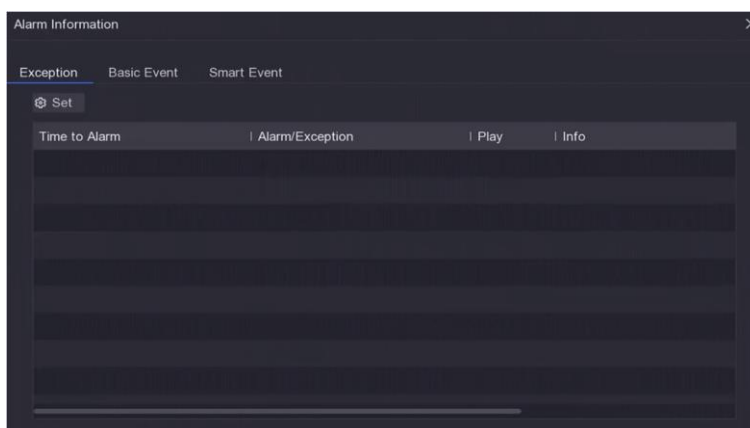 Alarm Information
Exception Basic Event Smart Event
Set
Time to Alarm Alarm/Exception Play Info